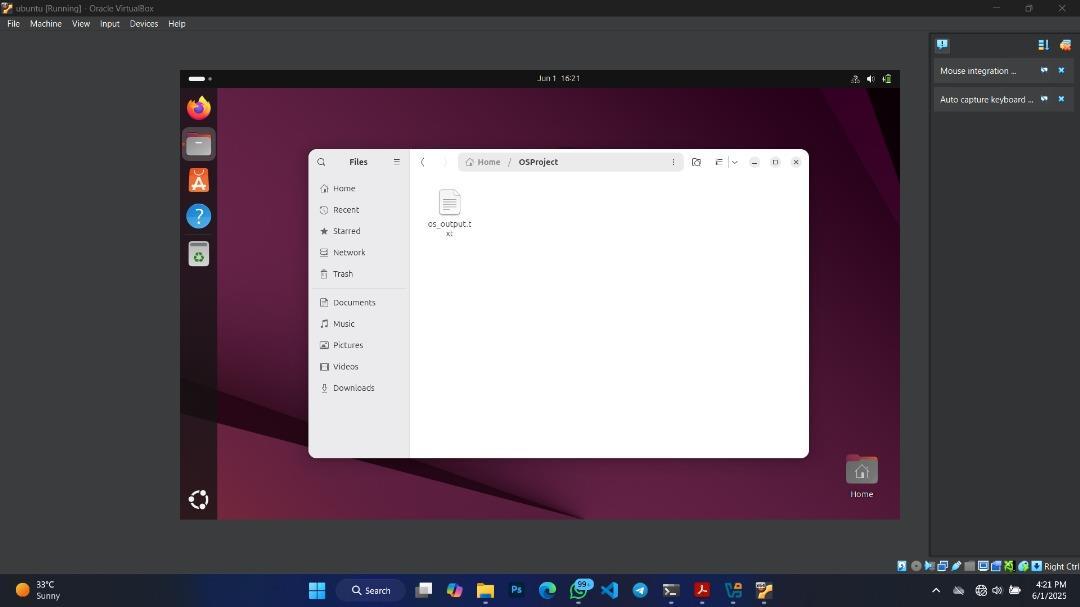 ubuntu [Running] - Oracle VirtualBox
File Machine View Input Devices Help
Mouse integration ...
Auto capture keyboard ...
Jun 1 16:21
Files
Home / OSProject
Home
Recent
Starred
Network
Trash
Documents
Music
Pictures
Videos
Downloads
os_output.t
xt
Home
Right Ctrl
33°C
Sunny
Search
Ps
99+
4:21 PM
6/1/2025